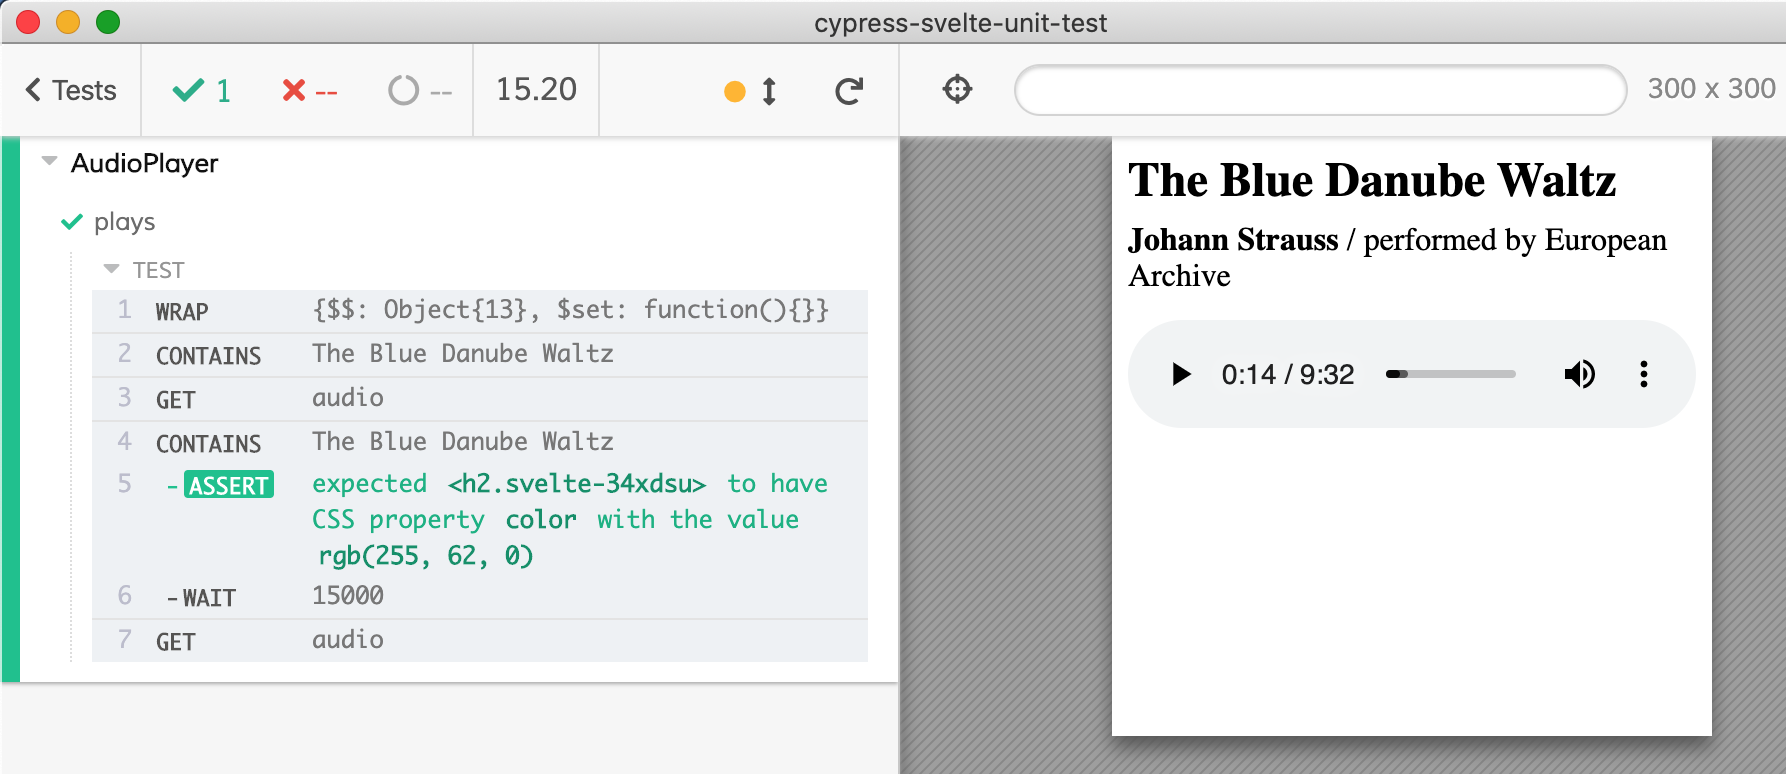 cypress-svelte-unit-test
Tests 1 -- -- 15.20 300 x 300
AudioPlayer
plays
TEST
1 WRAP {$$: Object{13}, $set: function(){}}
2 CONTAINS The Blue Danube Waltz
3 GET audio
4 CONTAINS The Blue Danube Waltz
5 -ASSERT expected <h2.svelte-34xdsu> to have
CSS property color with the value
rgb(255, 62, 0)
6 -WAIT 15000
7 GET audio
The Blue Danube Waltz
Johann Strauss / performed by European
Archive
0:14 / 9:32